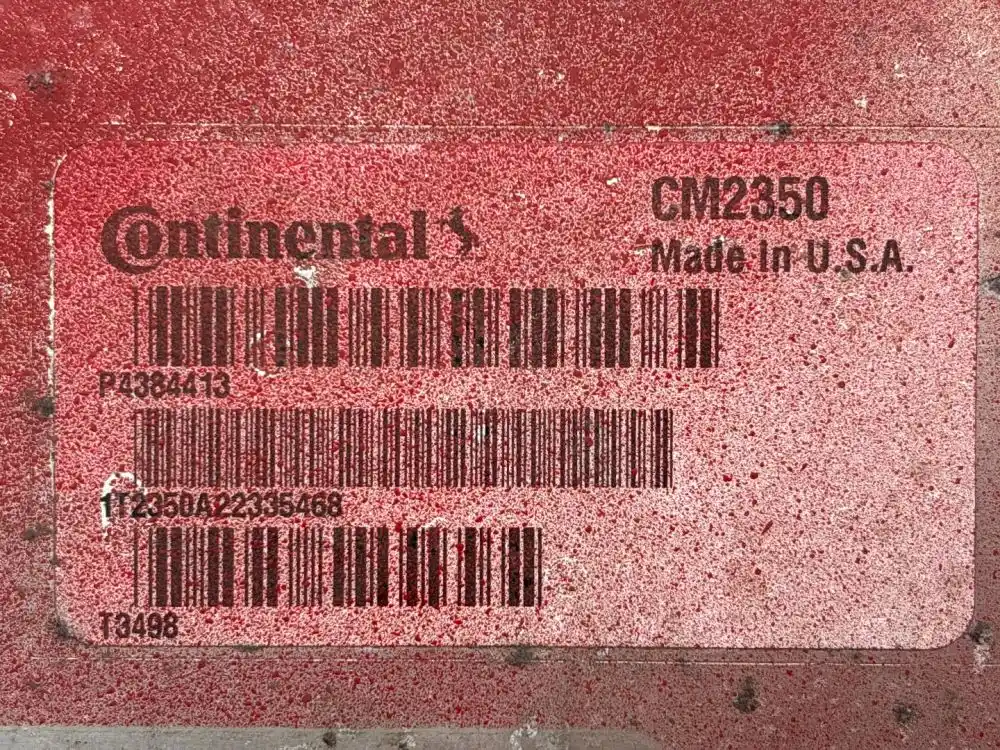 Continental
CM2350
Made in U.S.A.
P4384413
1T2350A22335468
T3498